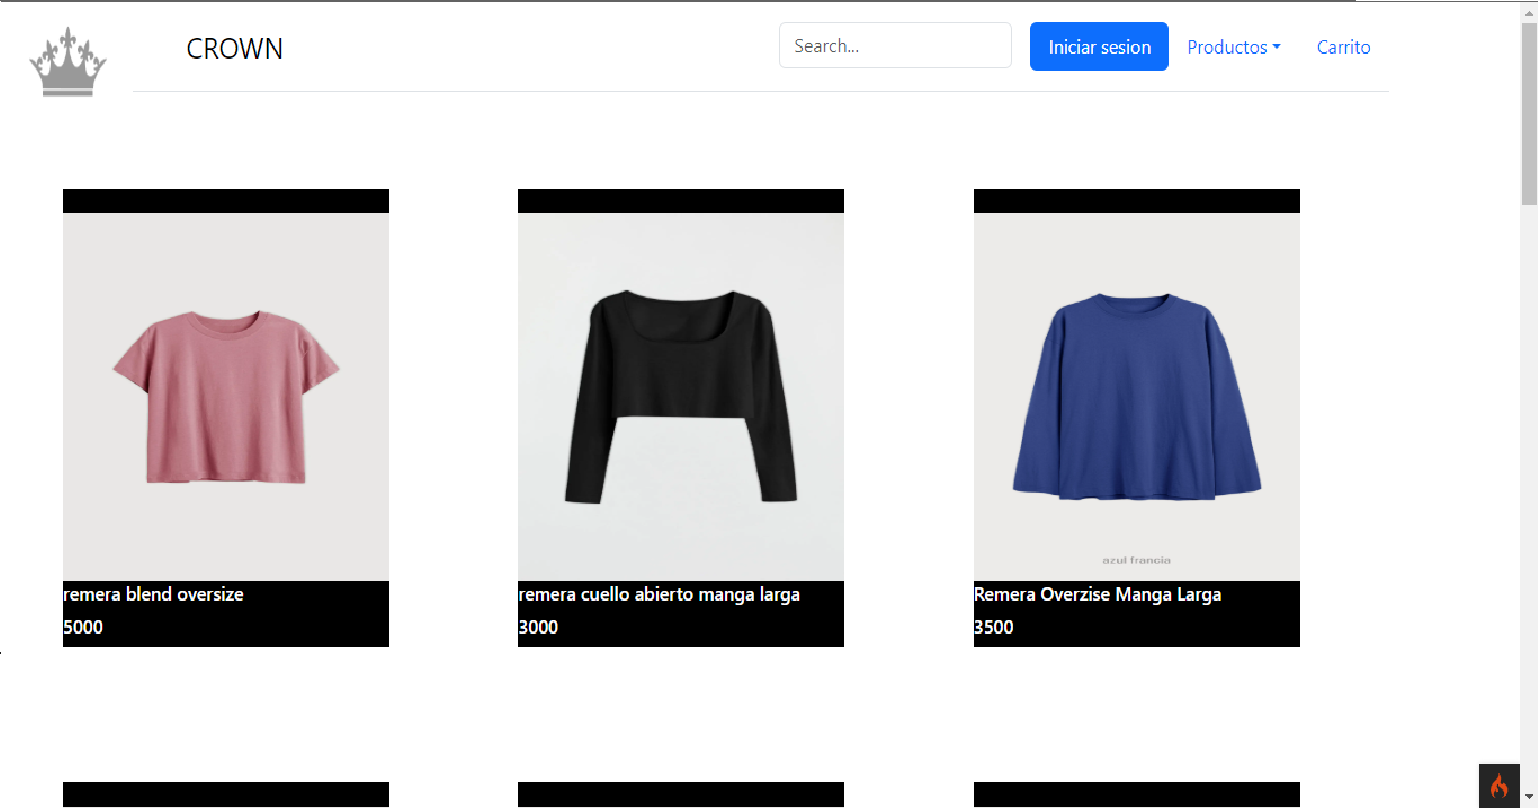 CROWN
Search...
Iniciar sesion
Productos
Carrito
remera blend oversize
5000
remera cuello abierto manga larga
3000
azul francia
Remera Overzise Manga Larga
3500